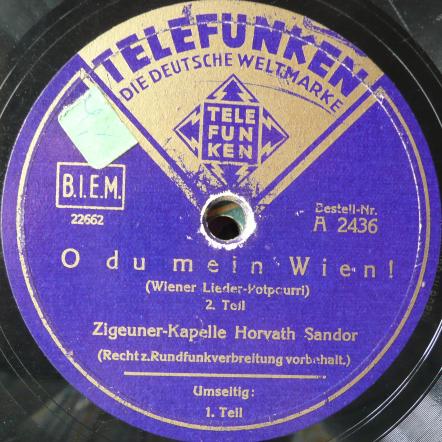 TELEFUNKEN
DIE DEUTSCHE WELTMARKE
TELE
FUN
KEN
B.I.E.M.
22662
Bestell-Nr.
A 2436
O du mein Wien!
(Wiener Lieder-Potpourri)
2. Teil
Zigeuner-Kapelle Horvath Sandor
(Recht z. Rundfunkverbreitung vorbehalt.)
Umseitig:
1. Teil